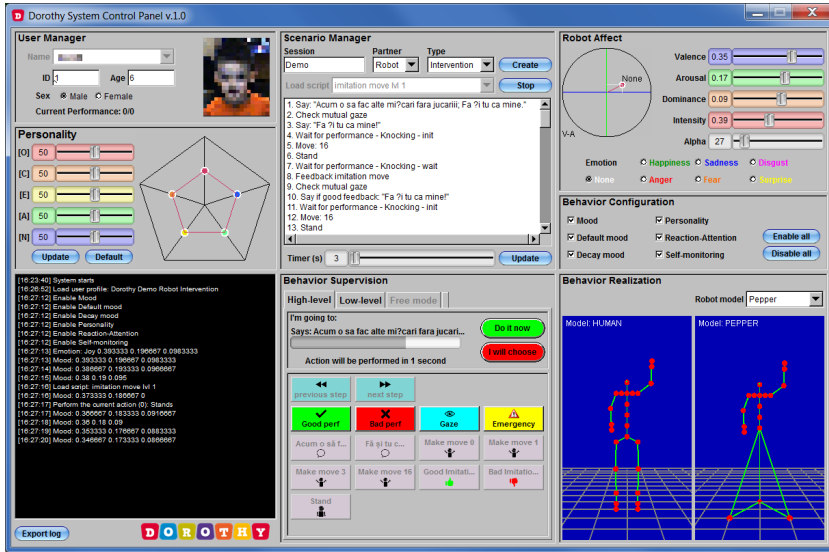 Dorothy System Control Panel v.1.0
User Manager
Name
ID 1 Age 6
Sex Male Female
Current Performance: 0/0
Personality
[O] 50
[C] 50
[E] 50
[A] 50
[N] 50
Update Default
[16:23:40] System starts
[16:26:52] Load user profile: Dorothy Demo Robot Intervention
[16:27:12] Enable Mood
[16:27:12] Enable Default mood
[16:27:12] Enable Decay mood
[16:27:12] Enable Personality
[16:27:12] Enable Reaction-Attention
[16:27:12] Enable Self-monitoring
[16:27:13] Emotion: Joy 0.393333 0.196667 0.0983333
[16:27:13] Mood: 0.393333 0.196667 0.0983333
[16:27:14] Mood: 0.386667 0.193333 0.0966667
[16:27:15] Mood: 0.38 0.19 0.095
[16:27:16] Load script: imitation move lvl 1
[16:27:16] Mood: 0.373333 0.186667 0
[16:27:17] Perform the current action (0): Stands
[16:27:17] Mood: 0.366667 0.183333 0.0916667
[16:27:18] Mood: 0.36 0.18 0.09
[16:27:19] Mood: 0.353333 0.176667 0.0883333
[16:27:20] Mood: 0.346667 0.173333 0.0866667
Export log
DOROTHY
Scenario Manager
Session Partner Type
Demo Robot Intervention Create
Load script imitation move lvl 1 Stop
1. Say: "Acum o sa fac alte mi?cari fara jucariii; Fa ?i tu ca mine."
2. Check mutual gaze
3. Say: "Fa ?i tu ca mine!"
4. Wait for performance - Knocking - init
5. Move: 16
6. Stand
7. Wait for performance - Knocking - wait
8. Feedback imitation move
9. Check mutual gaze
10. Say if good feedback: "Fa ?i tu ca mine!"
11. Wait for performance - Knocking - init
12. Move: 16
13. Stand
Timer (s) 3 Update
Behavior Supervision
High-level Low-level Free mode
I'm going to:
Says: Acum o sa fac alte mi?cari fara jucari...
Do it now
I will choose
Action will be performed in 1 second
previous step next step
Good perf Bad perf Gaze Emergency
Acum o să f... Fă și tu c... Make move 0 Make move 1
Make move 3 Make move 16 Good Imitati... Bad Imitatio...
Stand
Robot Affect
None
V-A
Valence 0.35
Arousal 0.17
Dominance 0.09
Intensity 0.39
Alpha 27
Emotion Happiness Sadness Disgust
None Anger Fear Surprise
Behavior Configuration
Mood Personality
Default mood Reaction-Attention Enable all
Decay mood Self-monitoring Disable all
Behavior Realization
Robot model Pepper
Model: HUMAN Model: PEPPER